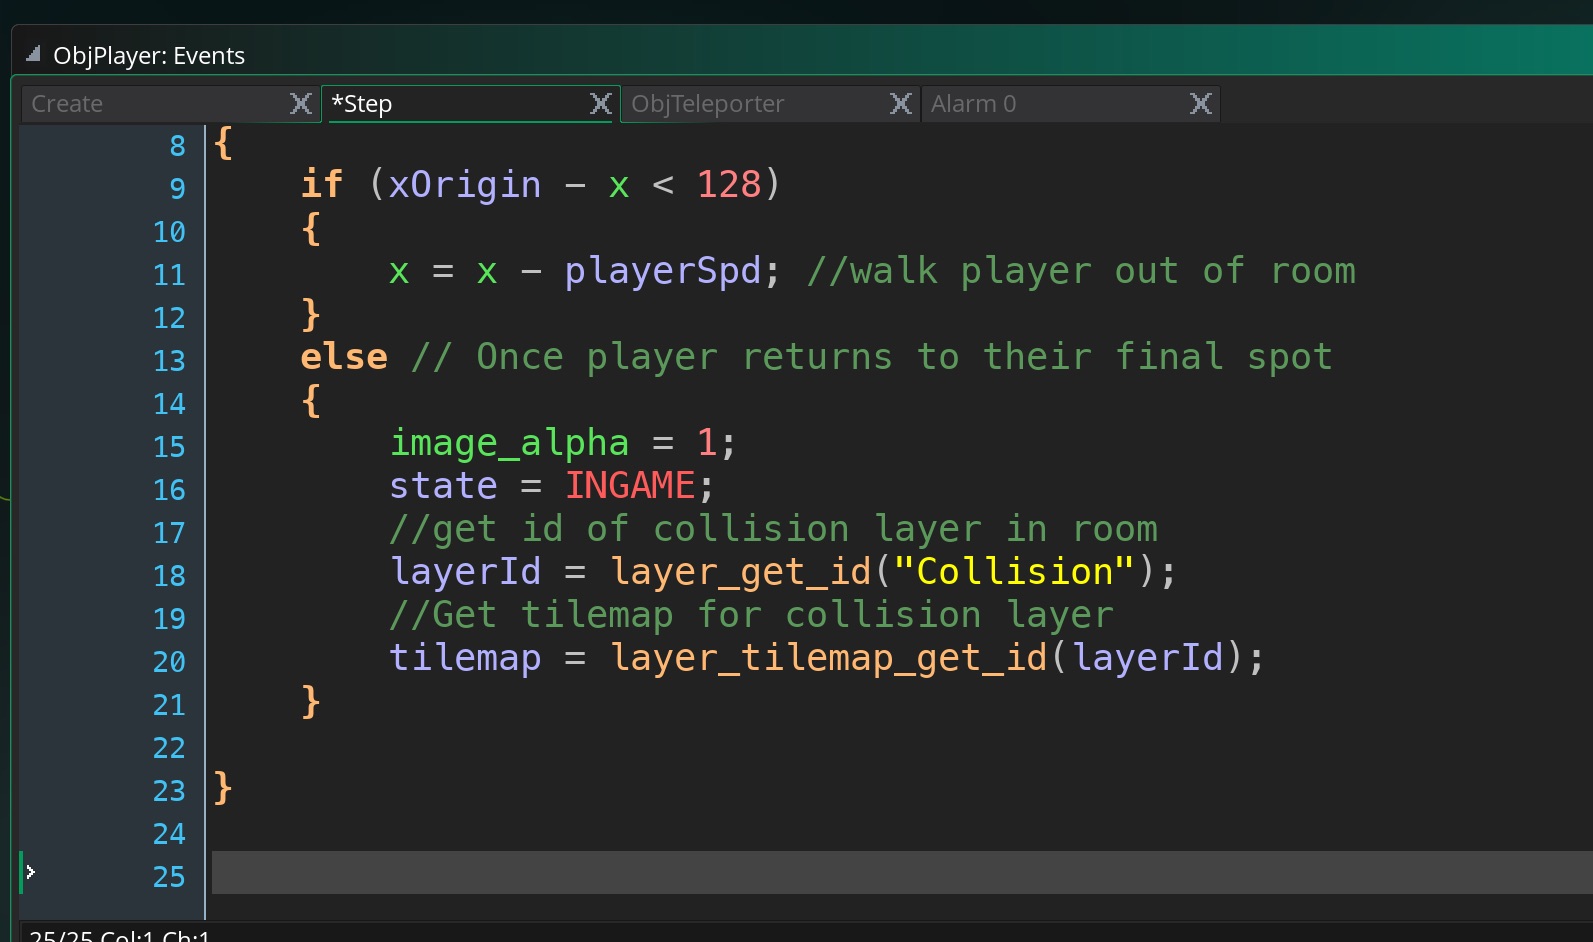 ObjPlayer: Events
Create *Step ObjTeleporter Alarm 0
8 {
9 if (xOrigin - x < 128)
10 {
11 x = x - playerSpd; //walk player out of room
12 }
13 else // Once player returns to their final spot
14 {
15 image_alpha = 1;
16 state = INGAME;
17 //get id of collision layer in room
18 layerId = layer_get_id("Collision");
19 //Get tilemap for collision layer
20 tilemap = layer_tilemap_get_id(layerId);
21 }
22
23 }
24
25
25/25 Col:1 Ch:1